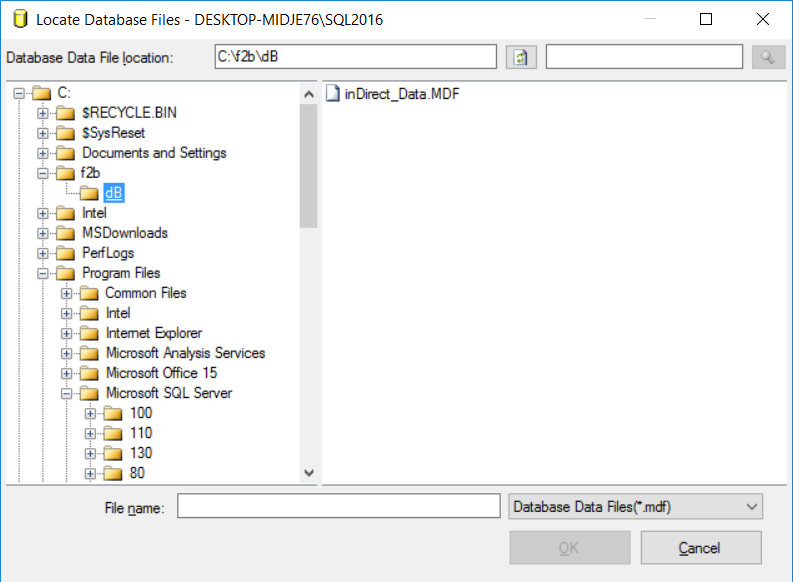 Locate Database Files - DESKTOP-MIDJE76\SQL2016
Database Data File location:
C:\f2b\dB
C:
$RECYCLE.BIN
$SysReset
Documents and Settings
f2b
dB
Intel
MSDownloads
PerfLogs
Program Files
Common Files
Intel
Internet Explorer
Microsoft Analysis Services
Microsoft Office 15
Microsoft SQL Server
100
110
130
80
inDirect_Data.MDF
File name:
Database Data Files(*.mdf)
OK
Cancel